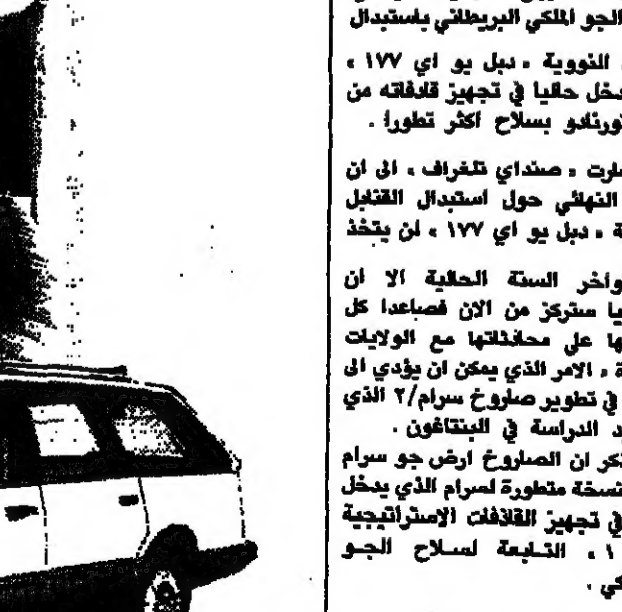 الجو الملكي البريطاني باستبدال
النووية « دبل يو اي ١٧٧ »
دخل حاليا في تجهيز قاذفاته من
ورنادو بسلاح اكثر تطورا .
شارت « صنداي تلغراف » الى ان
النهائي حول استبدال القنابل
ة « دبل يو اي ١٧٧ » لن يتخذ
واخر السنة الحالية الا ان
يا ستركز من الان فصاعدا كل
ها على محادثاتها مع الولايات
ة ، الامر الذي يمكن ان يؤدي الى
في تطوير صاروخ سرام/٢ الذي
د الدراسة في البنتاغون .
ذكر ان الصاروخ ارض جو سرام
نسخة متطورة لسرام الذي يدخل
في تجهيز القاذفات الاستراتيجية
١ » التابعة لسلاح الجو
كي .